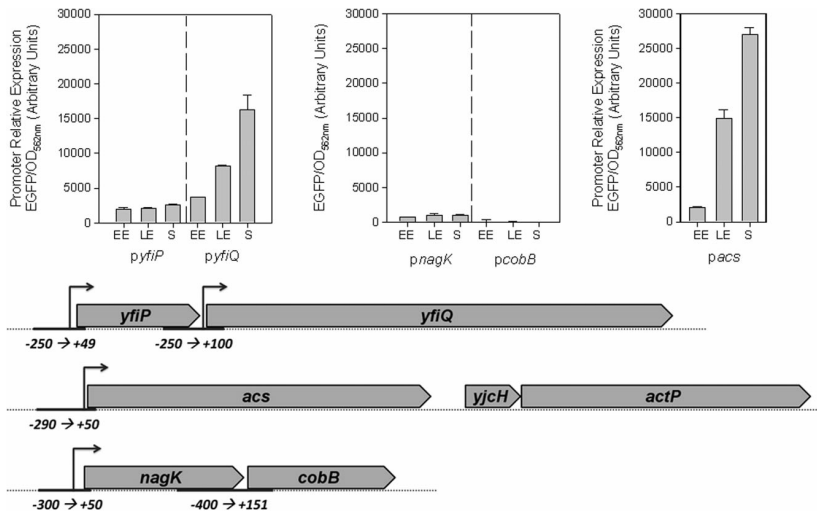 Promoter Relative Expression
EGFP/OD562nm (Arbitrary Units)
30000
25000
20000
15000
10000
5000
0
EE LE S EE LE S
pyfiP pyfiQ
EGFP/OD562nm (Arbitrary Units)
30000
25000
20000
15000
10000
5000
0
EE LE S EE LE S
pnagK pcobB
Promoter Relative Expression
EGFP/OD562nm (Arbitrary Units)
30000
25000
20000
15000
10000
5000
0
EE LE S
pacs
yfiP yfiQ
-250 → +49 -250 → +100
acs yjcH actP
-290 → +50
nagK cobB
-300 → +50 -400 → +151